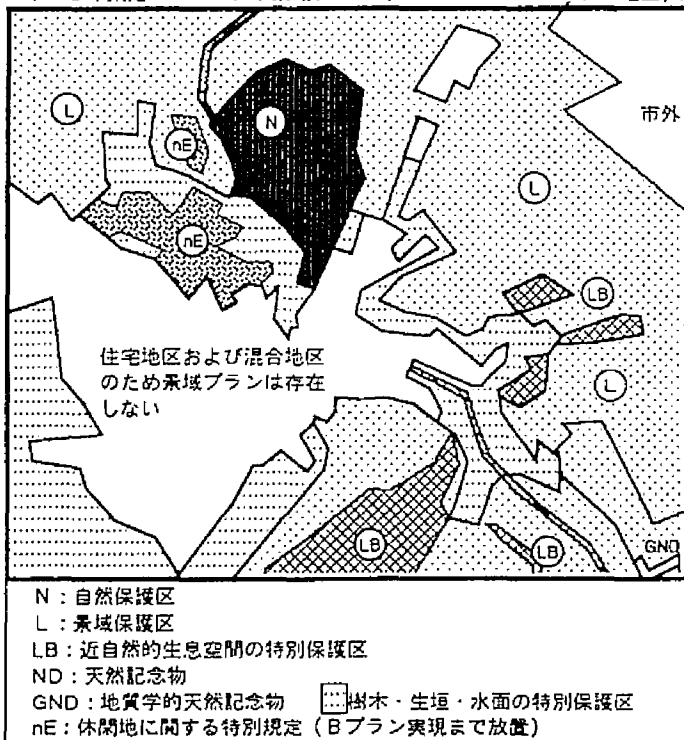 L
N
nE
市外
L
nE
LB
住宅地区および混合地区
のため景域プランは存在
しない
L
LB
LB
GND
N：自然保護区
L：景域保護区
LB：近自然的生息空間の特別保護区
ND：天然記念物
GND：地質学的天然記念物 樹木・生垣・水面の特別保護区
nE：休閑地に関する特別規定（Bプラン実現まで放置）